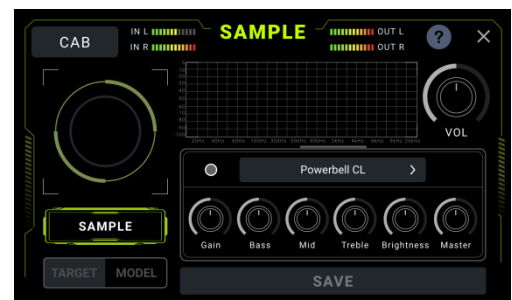 CAB
IN L
IN R
SAMPLE
OUT L
OUT R
?
VOL
Powerbell CL
Gain Bass Mid Treble Brightness Master
SAMPLE
TARGET MODEL
SAVE